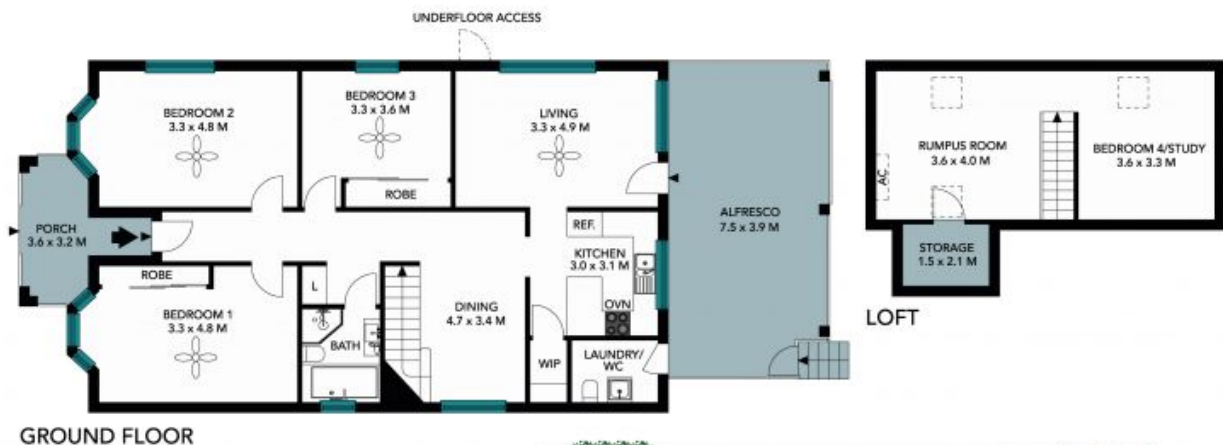 UNDERFLOOR ACCESS
BEDROOM 2
3.3 x 4.8 M
BEDROOM 3
3.3 x 3.6 M
ROBE
LIVING
3.3 x 4.9 M
PORCH
3.6 x 3.2 M
ROBE
BEDROOM 1
3.3 x 4.8 M
L
BATH
DINING
4.7 x 3.4 M
REF.
KITCHEN
3.0 x 3.1 M
OVN
WIP
LAUNDRY/
WC
ALFRESCO
7.5 x 3.9 M
GROUND FLOOR
RUMPUS ROOM
3.6 x 4.0 M
AC
BEDROOM 4/STUDY
3.6 x 3.3 M
STORAGE
1.5 x 2.1 M
LOFT